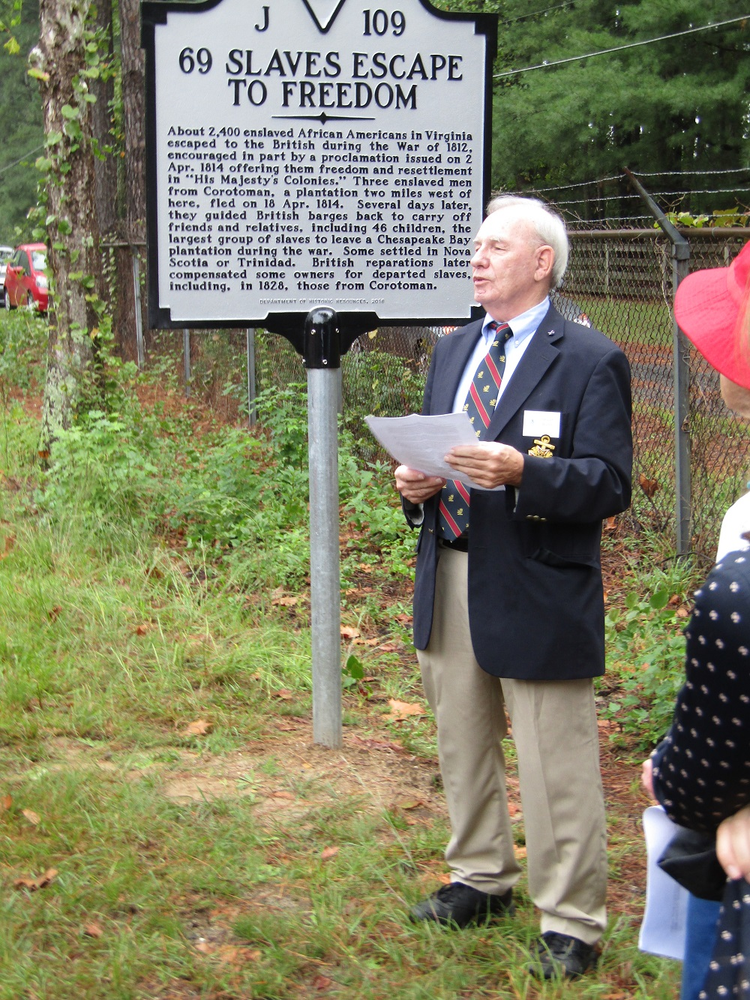 J 109
69 SLAVES ESCAPE
TO FREEDOM
About 2,400 enslaved African Americans in Virginia
escaped to the British during the War of 1812,
encouraged in part by a proclamation issued on 2
Apr. 1814 offering them freedom and resettlement
in "His Majesty's Colonies." Three enslaved men
from Corotoman, a plantation two miles west of
here, fled on 18 Apr. 1814. Several days later,
they guided British barges back to carry off
friends and relatives, including 46 children, the
largest group of slaves to leave a Chesapeake Bay
plantation during the war. Some settled in Nova
Scotia or Trinidad. British reparations later
compensated some owners for departed slaves,
including, in 1828, those from Corotoman.
DEPARTMENT OF HISTORIC RESOURCES, 2016